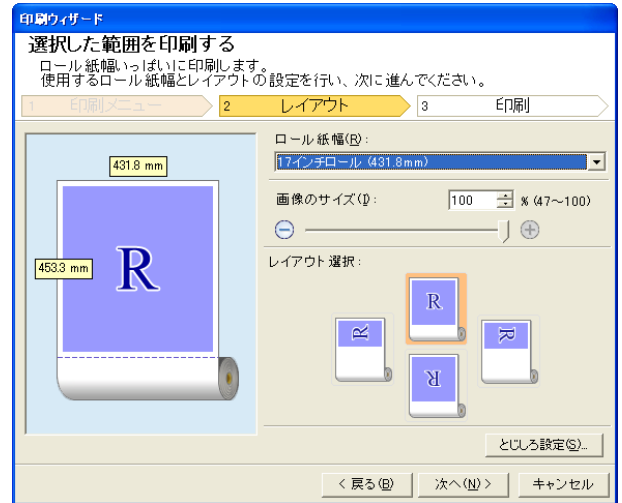 印刷ウィザード
選択した範囲を印刷する
ロール紙幅いっぱいに印刷します。
使用するロール紙幅とレイアウトの設定を行い、次に進んでください。
1 印刷メニュー 2 レイアウト 3 印刷
ロール紙幅(R):
17インチロール (431.8mm)
画像のサイズ(I): 100 % (47～100)
レイアウト選択:
431.8 mm
453.3 mm
R
R
R
R
R
とじしろ設定(S)...
< 戻る(B) 次へ(N) > キャンセル